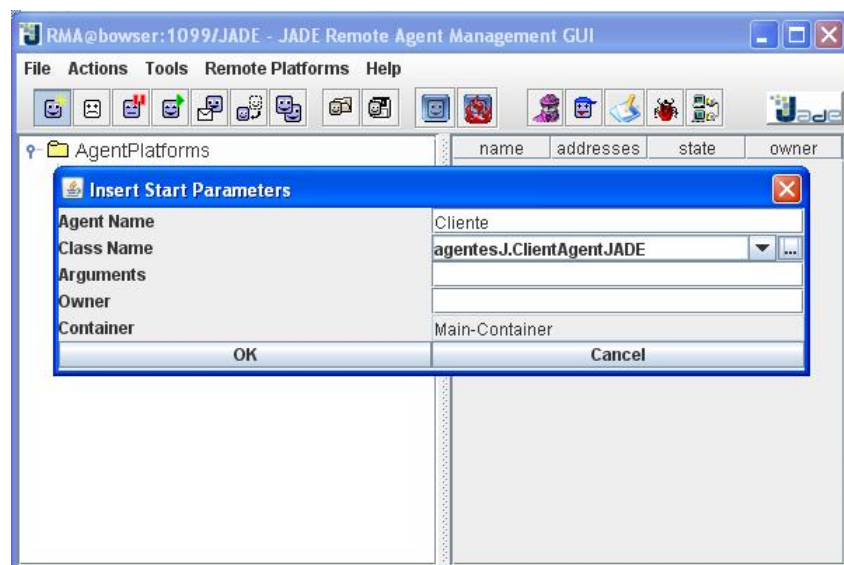 RMA@bowser:1099/JADE - JADE Remote Agent Management GUI
File Actions Tools Remote Platforms Help
Jade
AgentPlatforms
name addresses state owner
Insert Start Parameters
Agent Name Cliente
Class Name agentesJ.ClientAgentJADE ...
Arguments
Owner
Container Main-Container
OK Cancel